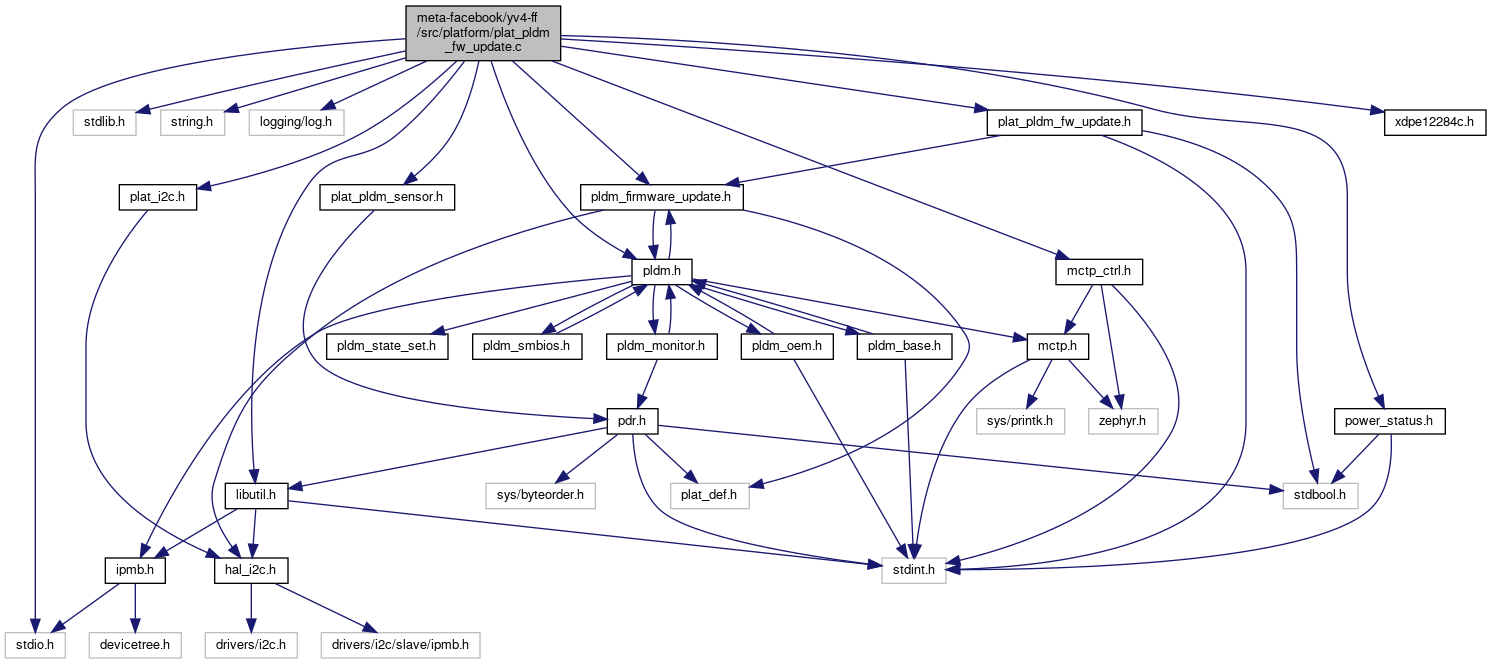 meta-facebook/yv4-ff
/src/platform/plat_pldm
_fw_update.c
stdlib.h
string.h
logging/log.h
plat_pldm_fw_update.h
xdpe12284c.h
plat_i2c.h
plat_pldm_sensor.h
pldm_firmware_update.h
pldm.h
mctp_ctrl.h
pldm_state_set.h
pldm_smbios.h
pldm_monitor.h
pldm_oem.h
pldm_base.h
mctp.h
pdr.h
sys/printk.h
zephyr.h
power_status.h
libutil.h
sys/byteorder.h
plat_def.h
stdbool.h
ipmb.h
hal_i2c.h
stdint.h
stdio.h
devicetree.h
drivers/i2c.h
drivers/i2c/slave/ipmb.h